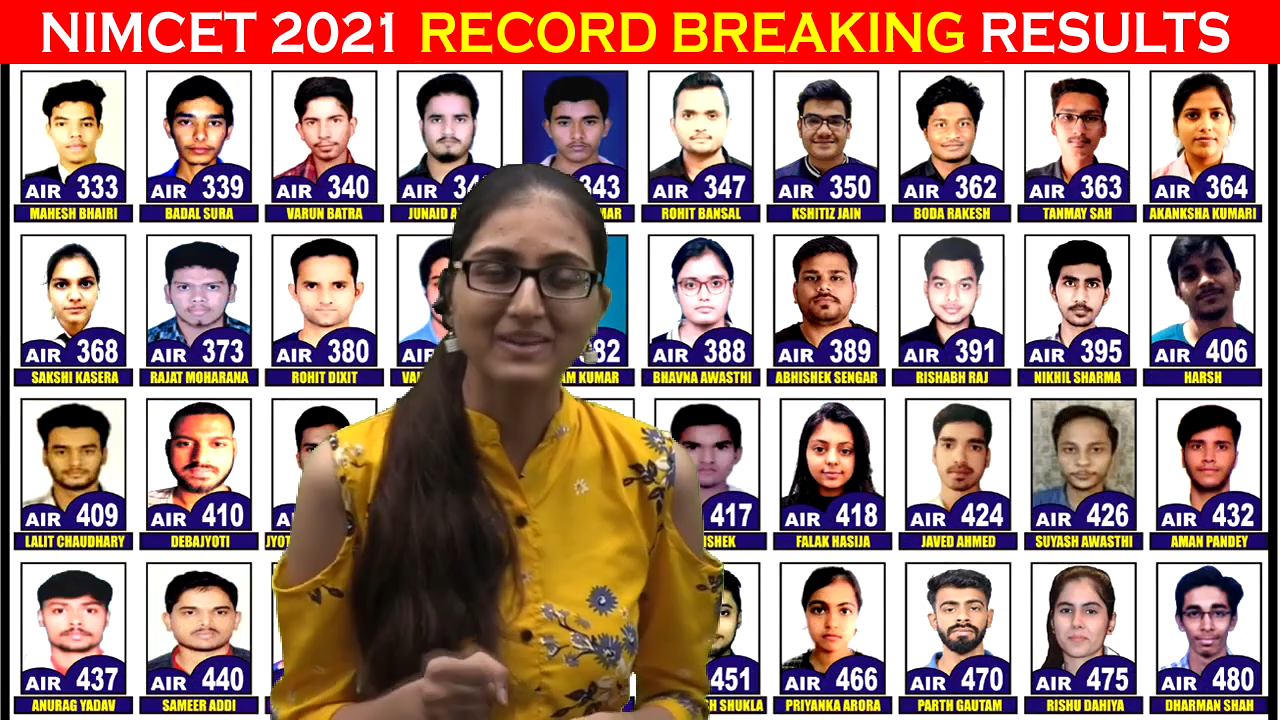 NIMCET 2021 RECORD BREAKING RESULTS
AIR 333 AIR 339 AIR 340 AIR 343 AIR 347 AIR 350 AIR 362 AIR 363 AIR 364
MAHESH BHAIRI BADAL SURA VARUN BATRA JUNAID ROHIT BANSAL KSHITIZ JAIN BODA RAKESH TANMAY SAH AKANKSHA KUMARI
AIR 368 AIR 373 AIR 380 AIR 388 AIR 389 AIR 391 AIR 395 AIR 406
SAKSHI KASERA RAJAT MOHARANA ROHIT DIXIT KUMAR BHAVNA AWASTHI ABHISHEK SENGAR RISHABH RAJ NIKHIL SHARMA HARSH
AIR 409 AIR 410 417 AIR 418 AIR 424 AIR 426 AIR 432
LALIT CHAUDHARY DEBAJYOTI FALAK HASIJA JAVED AHMED SUYASH AWASTHI AMAN PANDEY
AIR 437 AIR 440 451 AIR 466 AIR 470 AIR 475 AIR 480
ANURAG YADAV SAMEER ADDI SHUKLA PRIYANKA ARORA PARTH GAUTAM RISHU DAHIYA DHARMAN SHAH